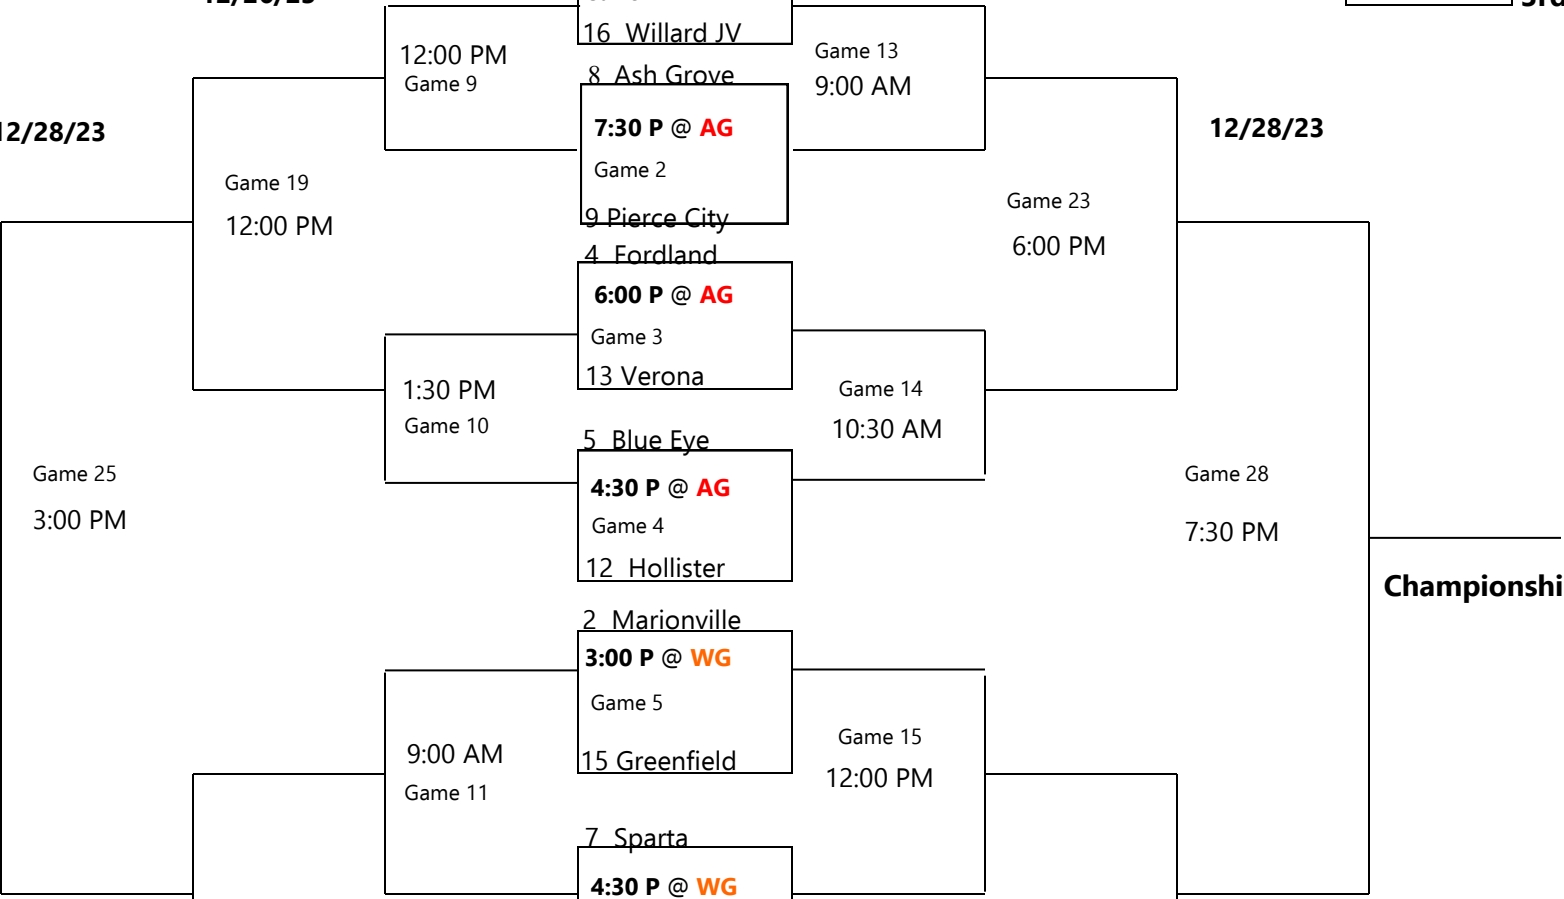 16 Willard JV
12:00 PM
Game 9
Game 13
9:00 AM
8 Ash Grove
7:30 P @ AG
Game 2
9 Pierce City
12/28/23
12/28/23
Game 19
12:00 PM
Game 23
6:00 PM
4 Fordland
6:00 P @ AG
Game 3
13 Verona
1:30 PM
Game 10
Game 14
10:30 AM
5 Blue Eye
4:30 P @ AG
Game 4
12 Hollister
Game 25
3:00 PM
Game 28
7:30 PM
Championshi
2 Marionville
3:00 P @ WG
Game 5
15 Greenfield
9:00 AM
Game 11
Game 15
12:00 PM
7 Sparta
4:30 P @ WG